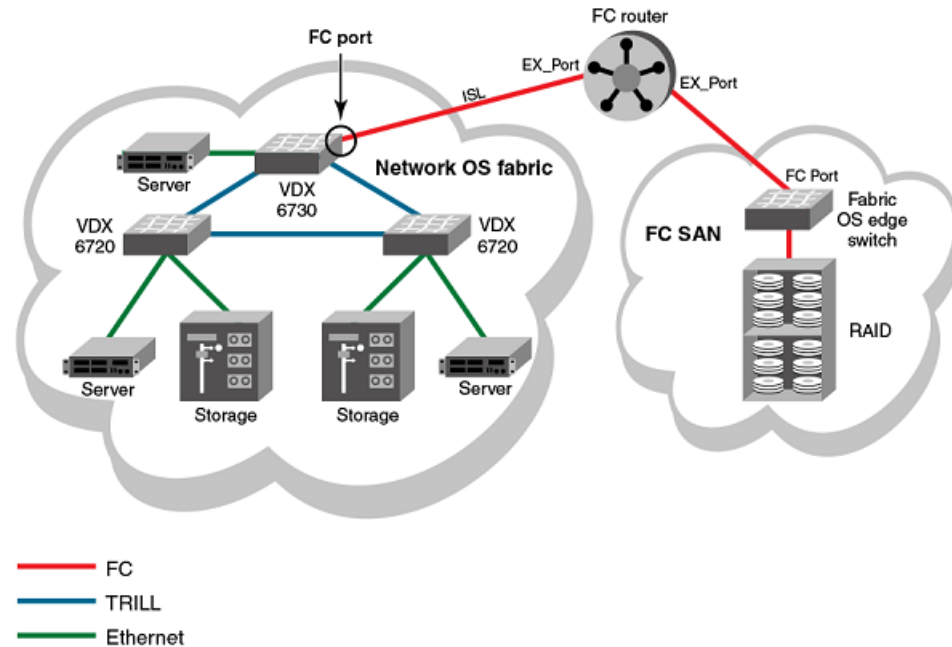 FC router
FC port
EX_Port
EX_Port
ISL
Server
VDX
6730
Network OS fabric
VDX
6720
VDX
6720
FC Port
Fabric
OS edge
switch
FC SAN
RAID
Server
Storage
Storage
Server
FC
TRILL
Ethernet